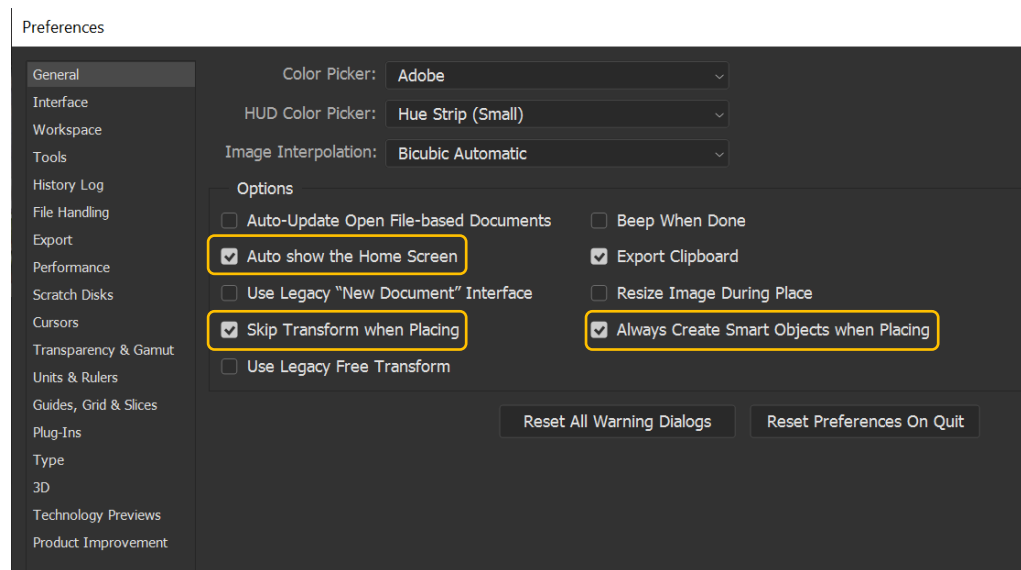 Preferences
General
Interface
Workspace
Tools
History Log
File Handling
Export
Performance
Scratch Disks
Cursors
Transparency & Gamut
Units & Rulers
Guides, Grid & Slices
Plug-Ins
Type
3D
Technology Previews
Product Improvement
Color Picker: Adobe
HUD Color Picker: Hue Strip (Small)
Image Interpolation: Bicubic Automatic
Options
Auto-Update Open File-based Documents
Beep When Done
Auto show the Home Screen
Export Clipboard
Use Legacy “New Document” Interface
Resize Image During Place
Skip Transform when Placing
Always Create Smart Objects when Placing
Use Legacy Free Transform
Reset All Warning Dialogs
Reset Preferences On Quit